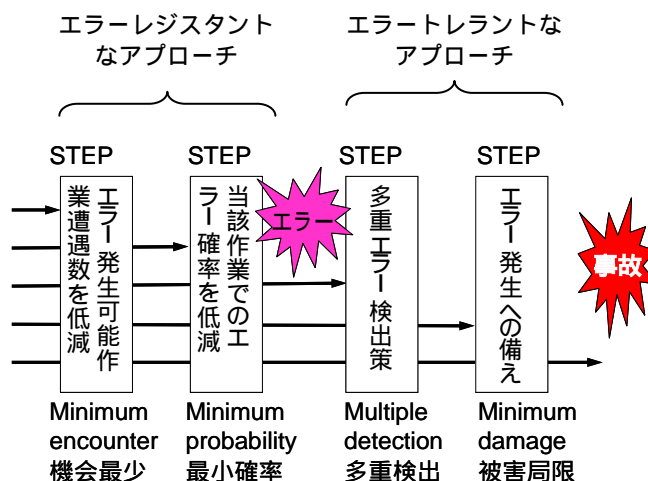 エラーレジスタント
なアプローチ
エラートレラントな
アプローチ
STEP
STEP
STEP
STEP
エラー発生可能作
業遭遇数を低減
当該作業でのエ
ラー確率を低減
エラー
多重エラー検出策
エラー発生への備え
事故
Minimum
encounter
機会最少
Minimum
probability
最小確率
Multiple
detection
多重検出
Minimum
damage
被害局限